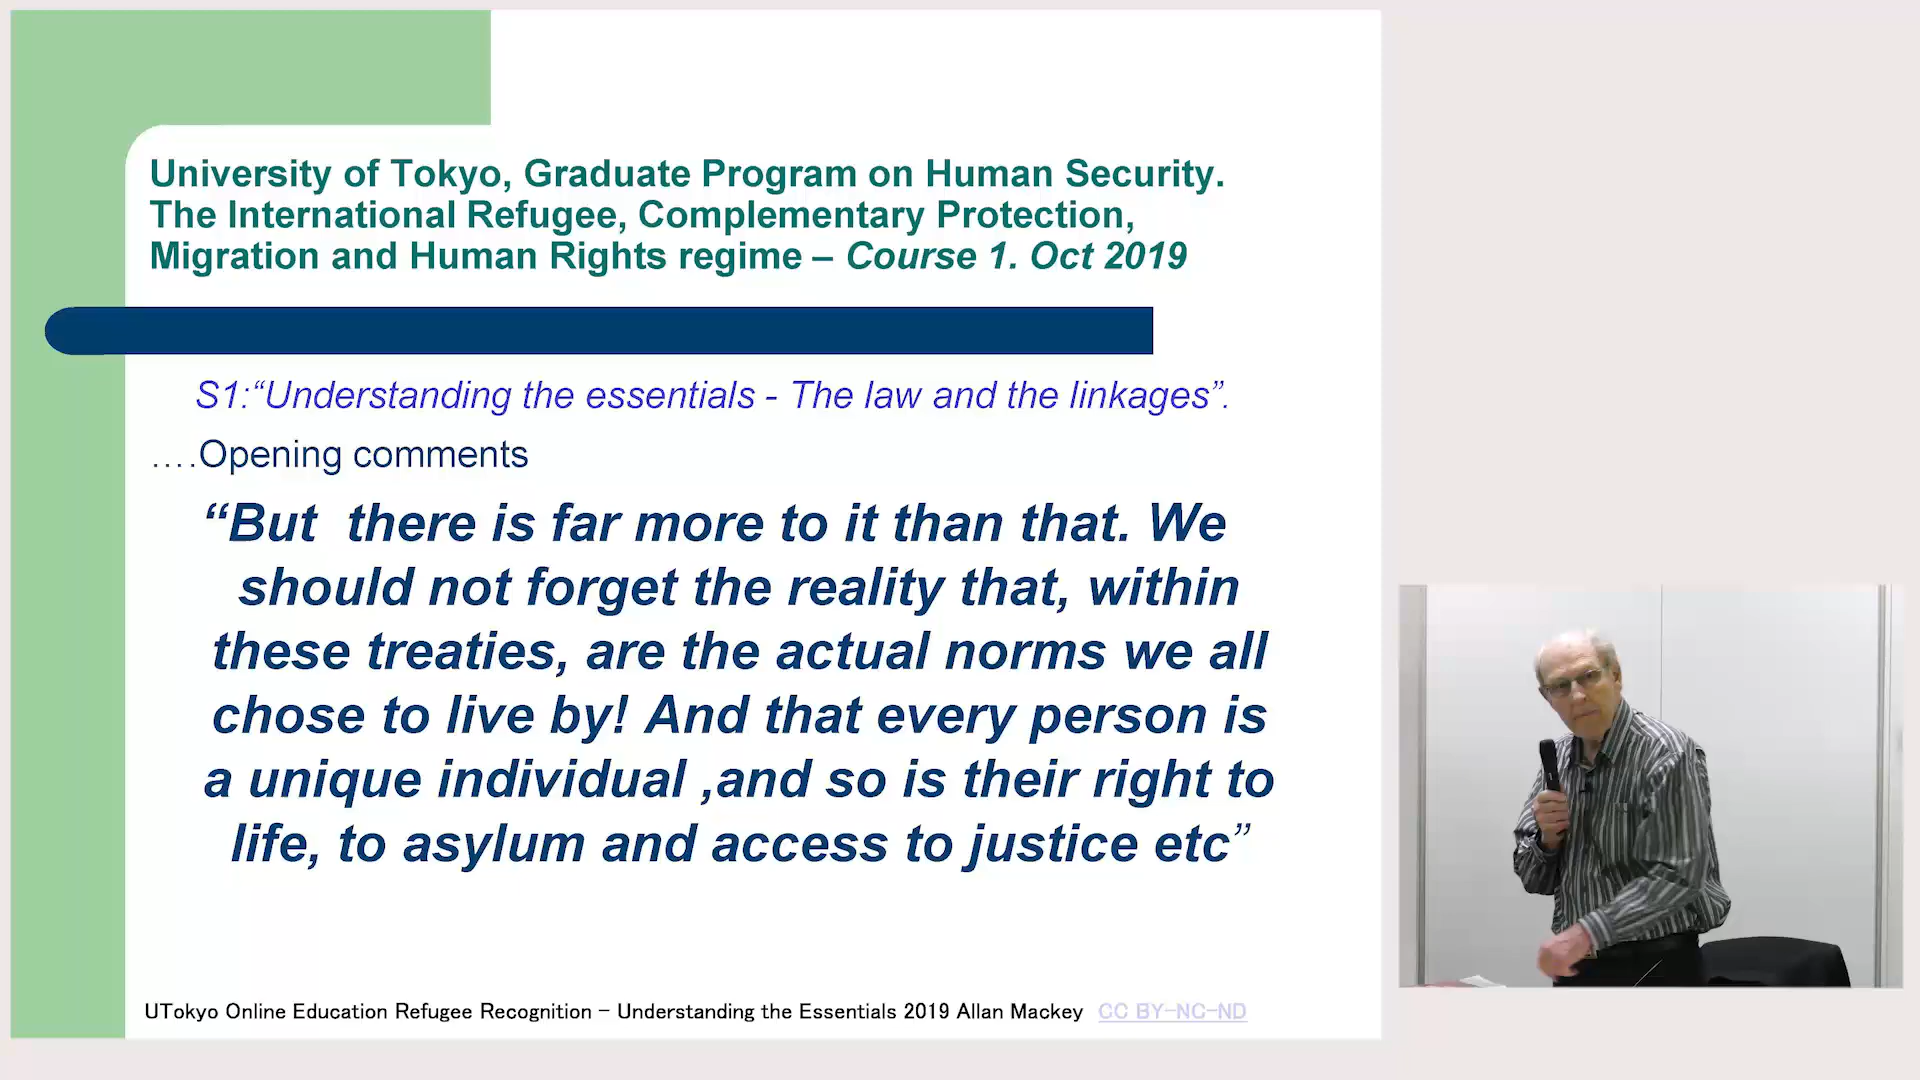 University of Tokyo, Graduate Program on Human Security.
The International Refugee, Complementary Protection,
Migration and Human Rights regime – Course 1. Oct 2019
S1:“Understanding the essentials - The law and the linkages”.
….Opening comments
“But  there is far more to it than that. We
should not forget the reality that, within
these treaties, are the actual norms we all
chose to live by! And that every person is
a unique individual ,and so is their right to
life, to asylum and access to justice etc”
UTokyo Online Education Refugee Recognition - Understanding the Essentials 2019 Allan Mackey CC BY-NC-ND